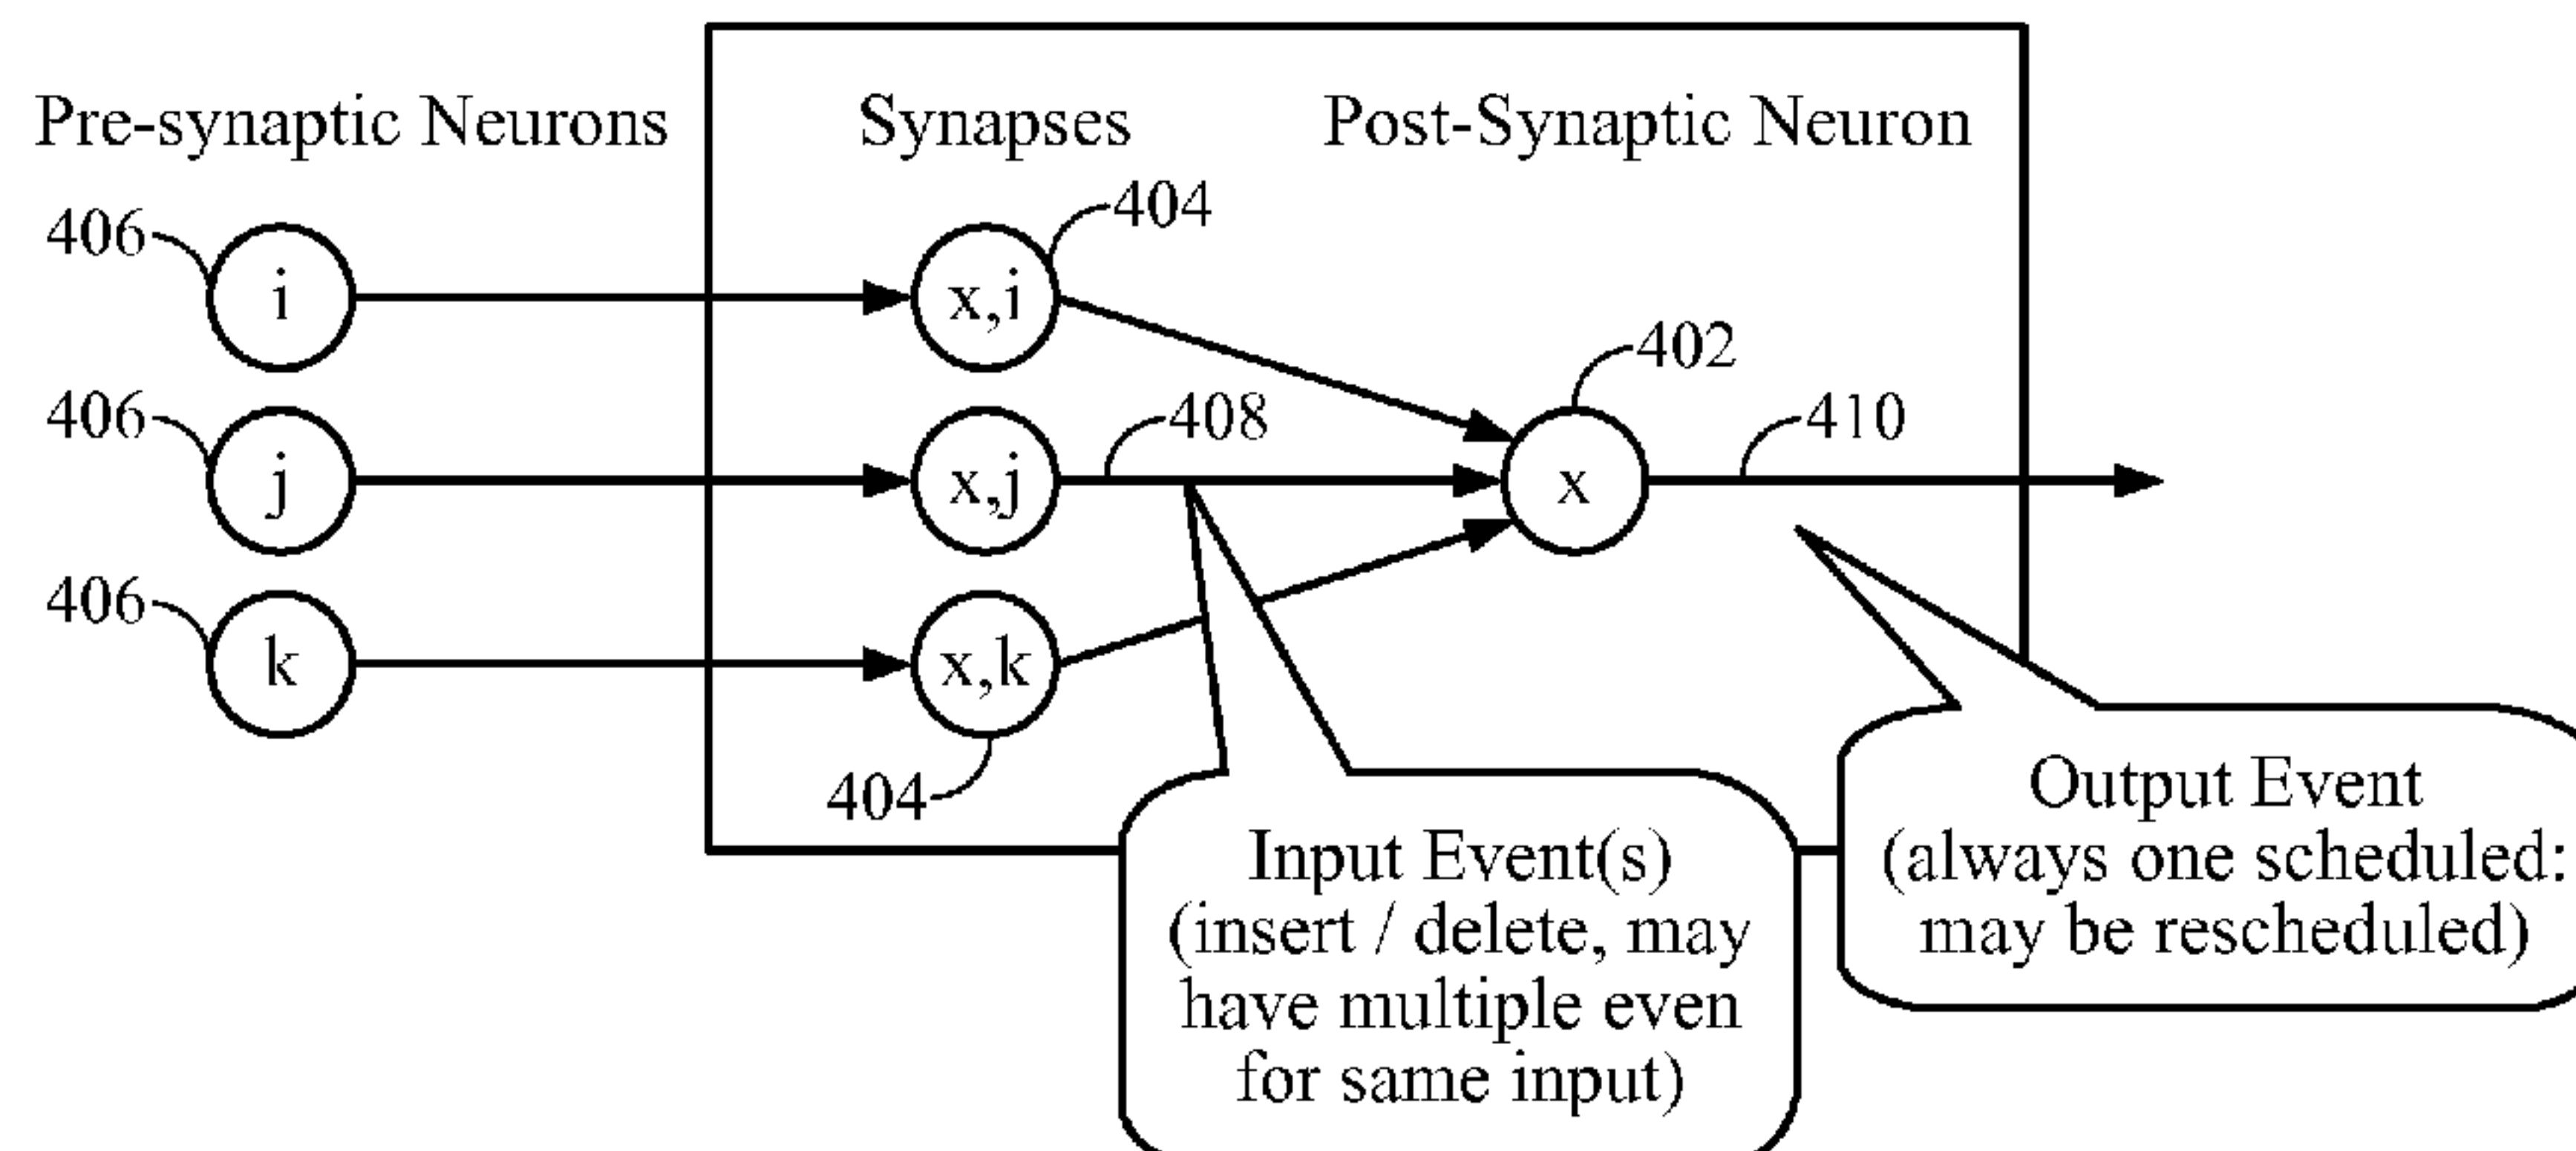 Pre-synaptic Neurons
Synapses
Post-Synaptic Neuron
406
i
x,i
404
402
406
j
x,j
408
x
410
406
k
x,k
404
Input Event(s)
(insert / delete, may
have multiple even
for same input)
Output Event
(always one scheduled:
may be rescheduled)